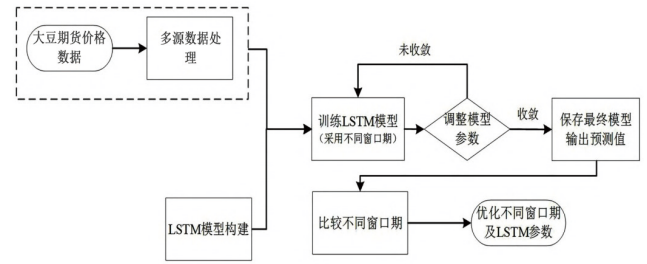 大豆期货价格
数据
多源数据处
理
未收敛
训练LSTM模型
（采用不同窗口期）
调整模型
参数
收敛
保存最终模型
输出预测值
LSTM模型构建
比较不同窗口期
优化不同窗口期
及LSTM参数